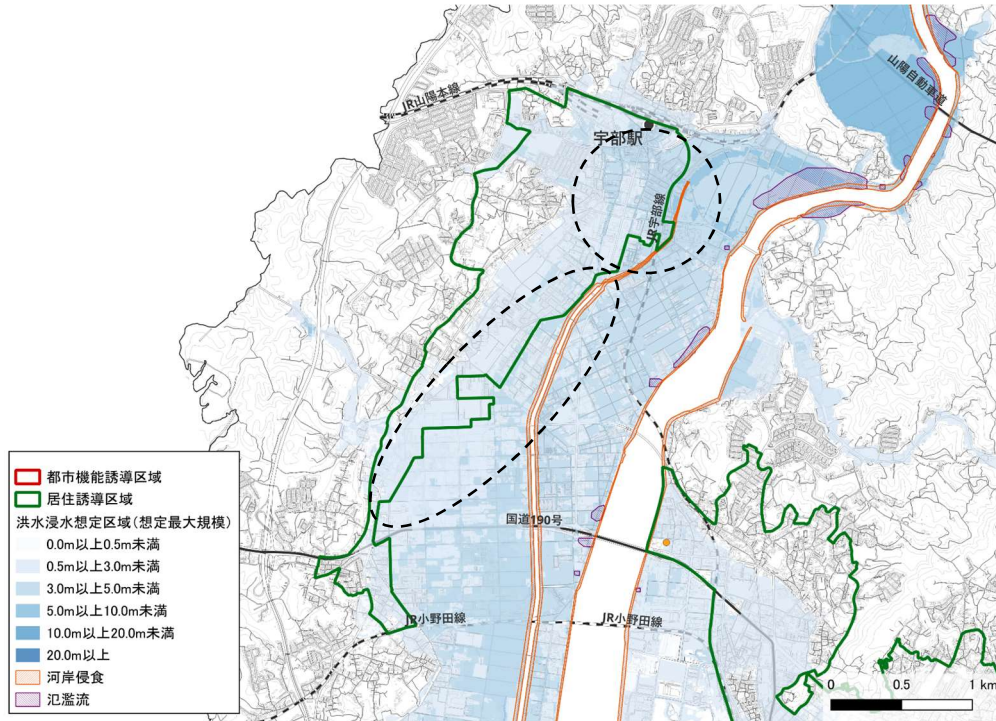 山陽自動車道
JR山陽本線
宇部駅
JR宇部線
都市機能誘導区域
居住誘導区域
洪水浸水想定区域(想定最大規模)
0.0m以上0.5m未満
0.5m以上3.0m未満
3.0m以上5.0m未満
5.0m以上10.0m未満
10.0m以上20.0m未満
20.0m以上
河岸侵食
氾濫流
国道190号
JR小野田線
JR小野田線
0 0.5 1 km